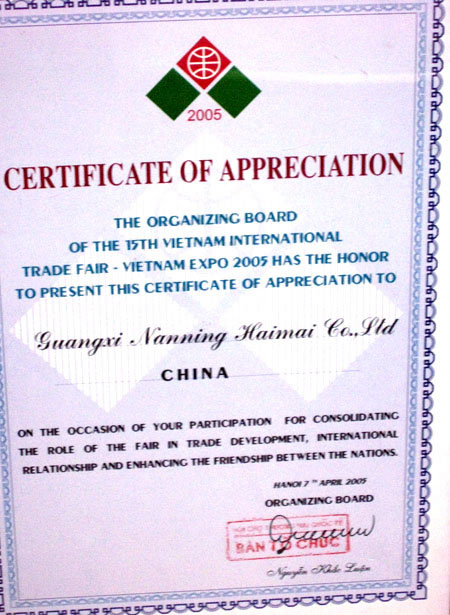 2005
CERTIFICATE OF APPRECIATION
THE ORGANIZING BOARD
OF THE 15TH VIETNAM INTERNATIONAL
TRADE FAIR - VIETNAM EXPO 2005 HAS THE HONOR
TO PRESENT THIS CERTIFICATE OF APPRECIATION TO
Guangxi Nanning Haimai Co.,Ltd
CHINA
ON THE OCCASION OF YOUR PARTICIPATION FOR CONSOLIDATING
THE ROLE OF THE FAIR IN TRADE DEVELOPMENT, INTERNATIONAL
RELATIONSHIP AND ENHANCING THE FRIENDSHIP BETWEEN THE NATIONS.
HANOI 7TH APRIL 2005
ORGANIZING BOARD
BAN TỔ CHỨC
Nguyễn Khắc Luận